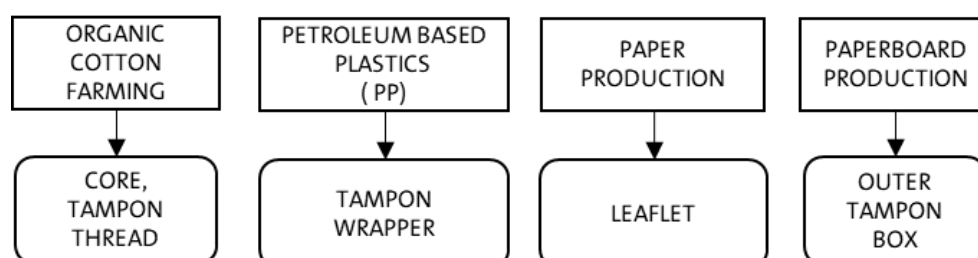 ORGANIC
COTTON
FARMING
PETROLEUM BASED
PLASTICS
( PP)
PAPER
PRODUCTION
PAPERBOARD
PRODUCTION
CORE,
TAMPON
THREAD
TAMPON
WRAPPER
LEAFLET
OUTER
TAMPON
BOX